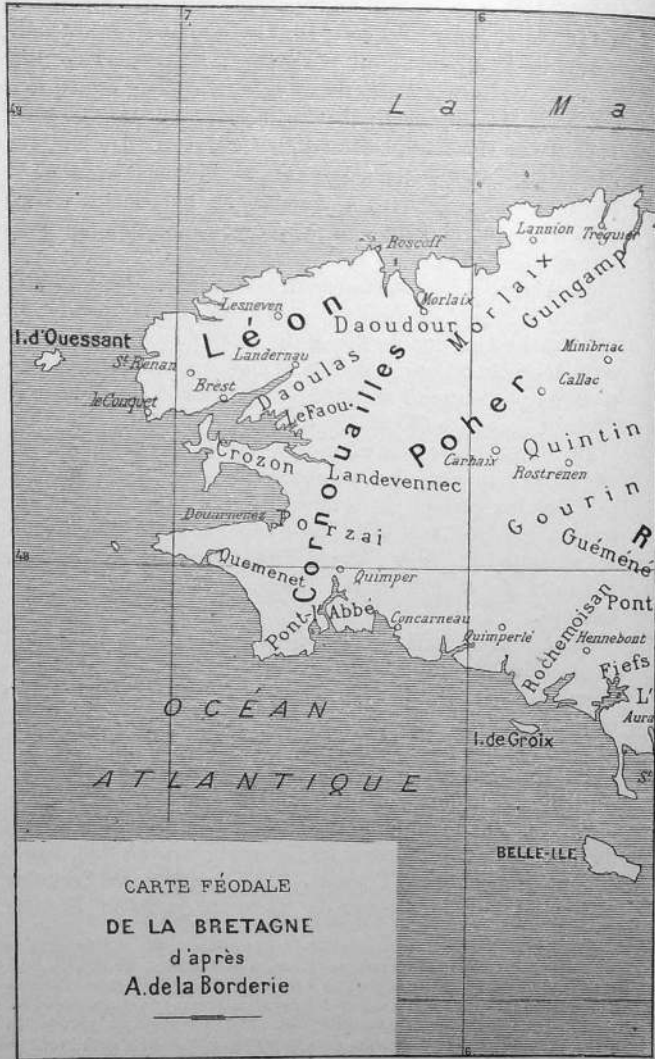 7
6
49
La Ma
Roscoff
Lannion
Tréguier
Morlaix
Lesneven
Léon
Daoudour
Morlaix
Guingamp
I. d'Ouessant
St Renan
Landernau
Minibriac
Brest
Daoulas
Callac
le Conquet
Le Faou
Cornouailles
Poher
Crozon
Carhaix
Quintin
Landevennec
Rostrenen
Gourin
Douarnenez
Porzai
R
Guéméné
48
Quemenet
Quimper
Pont-l'Abbé
Concarneau
Quimperlé
Rochemoisan
Pont
Hennebont
Fiefs
L'
Aura
OCÉAN
ATLANTIQUE
I. de Groix
St
BELLE-ILE
CARTE FÉODALE
DE LA BRETAGNE
d'après
A. de la Borderie
6